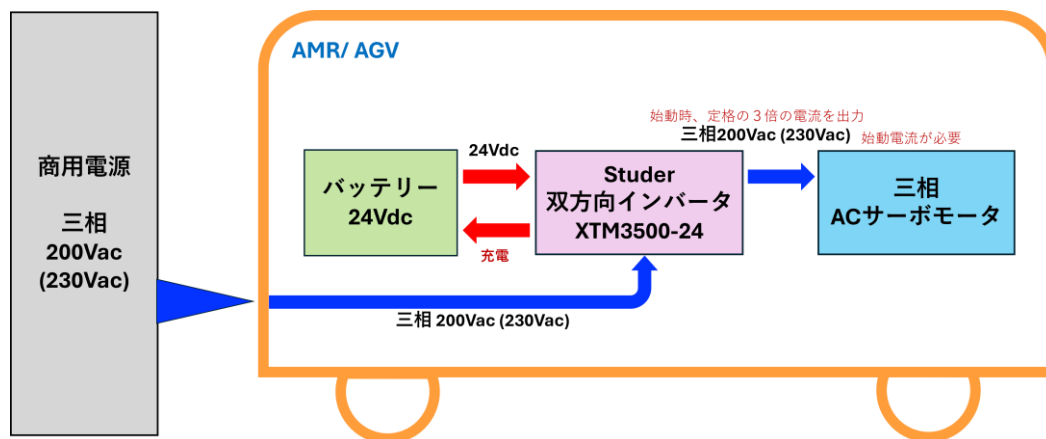 AMR/ AGV
商用電源
三相
200Vac
(230Vac)
バッテリー
24Vdc
24Vdc
充電
Studer
双方向インバータ
XTM3500-24
始動時、定格の３倍の電流を出力
三相200Vac (230Vac)
始動電流が必要
三相
ACサーボモータ
三相 200Vac (230Vac)